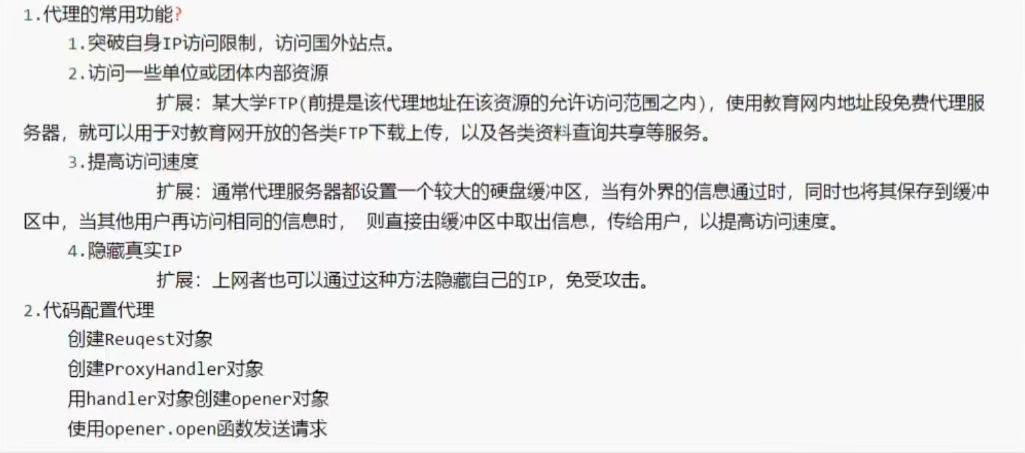 1.代理的常用功能?
1.突破自身IP访问限制，访问国外站点。
2.访问一些单位或团体内部资源
扩展：某大学FTP(前提是该代理地址在该资源的允许访问范围之内)，使用教育网内地址段免费代理服
务器，就可以用于对教育网开放的各类FTP下载上传，以及各类资料查询共享等服务。
3.提高访问速度
扩展：通常代理服务器都设置一个较大的硬盘缓冲区，当有外界的信息通过时，同时也将其保存到缓冲
区中，当其他用户再访问相同的信息时， 则直接由缓冲区中取出信息，传给用户，以提高访问速度。
4.隐藏真实IP
扩展：上网者也可以通过这种方法隐藏自己的IP，免受攻击。
2.代码配置代理
创建Reuqest对象
创建ProxyHandler对象
用handler对象创建opener对象
使用opener.open函数发送请求